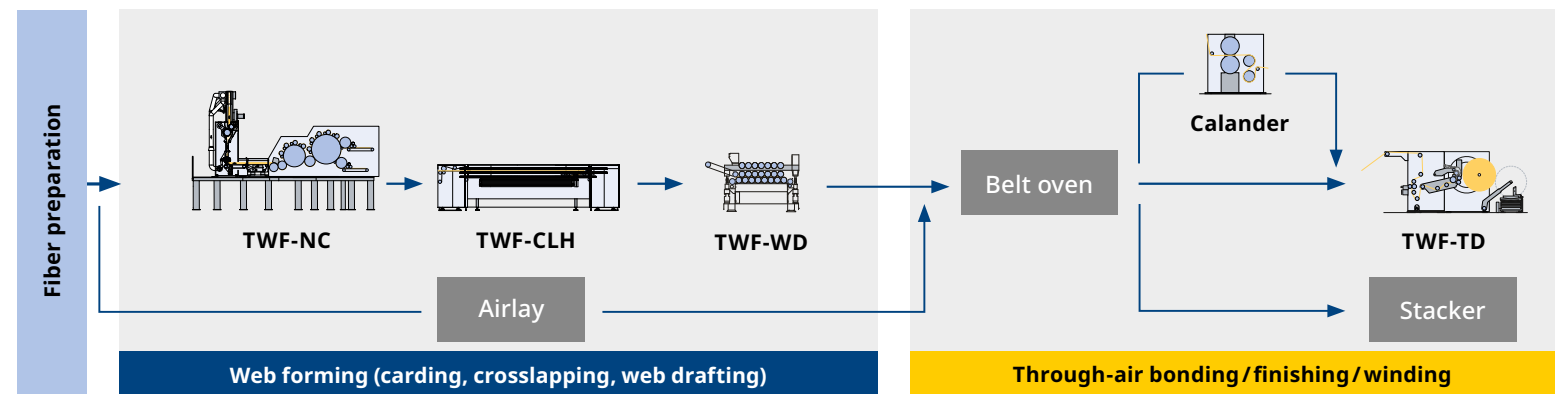 Fiber preparation
TWF-NC
TWF-CLH
TWF-WD
Airlay
Web forming (carding, crosslapping, web drafting)
Belt oven
Calander
TWF-TD
Stacker
Through-air bonding / finishing / winding